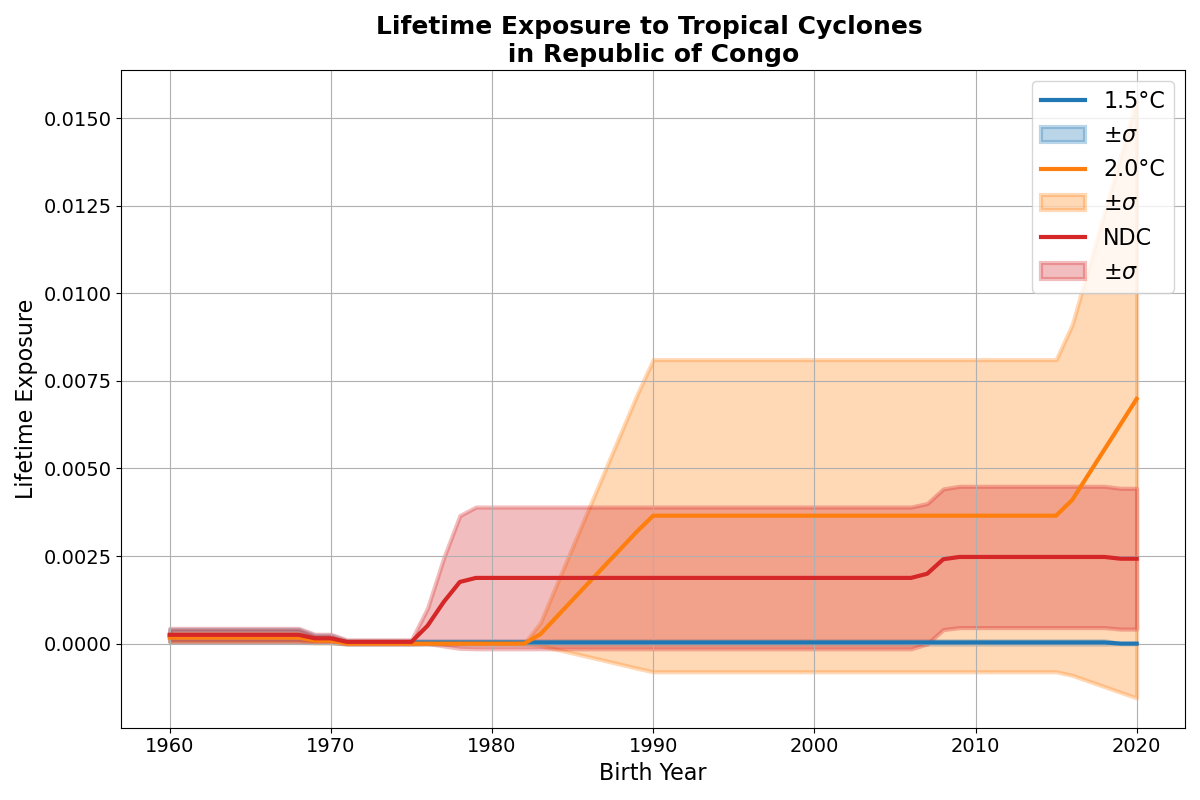 Lifetime Exposure to Tropical Cyclones
in Republic of Congo
0.0150
0.0125
0.0100
0.0075
0.0050
0.0025
0.0000
Lifetime Exposure
1.5°C
±σ
2.0°C
±σ
NDC
±σ
1960 1970 1980 1990 2000 2010 2020
Birth Year